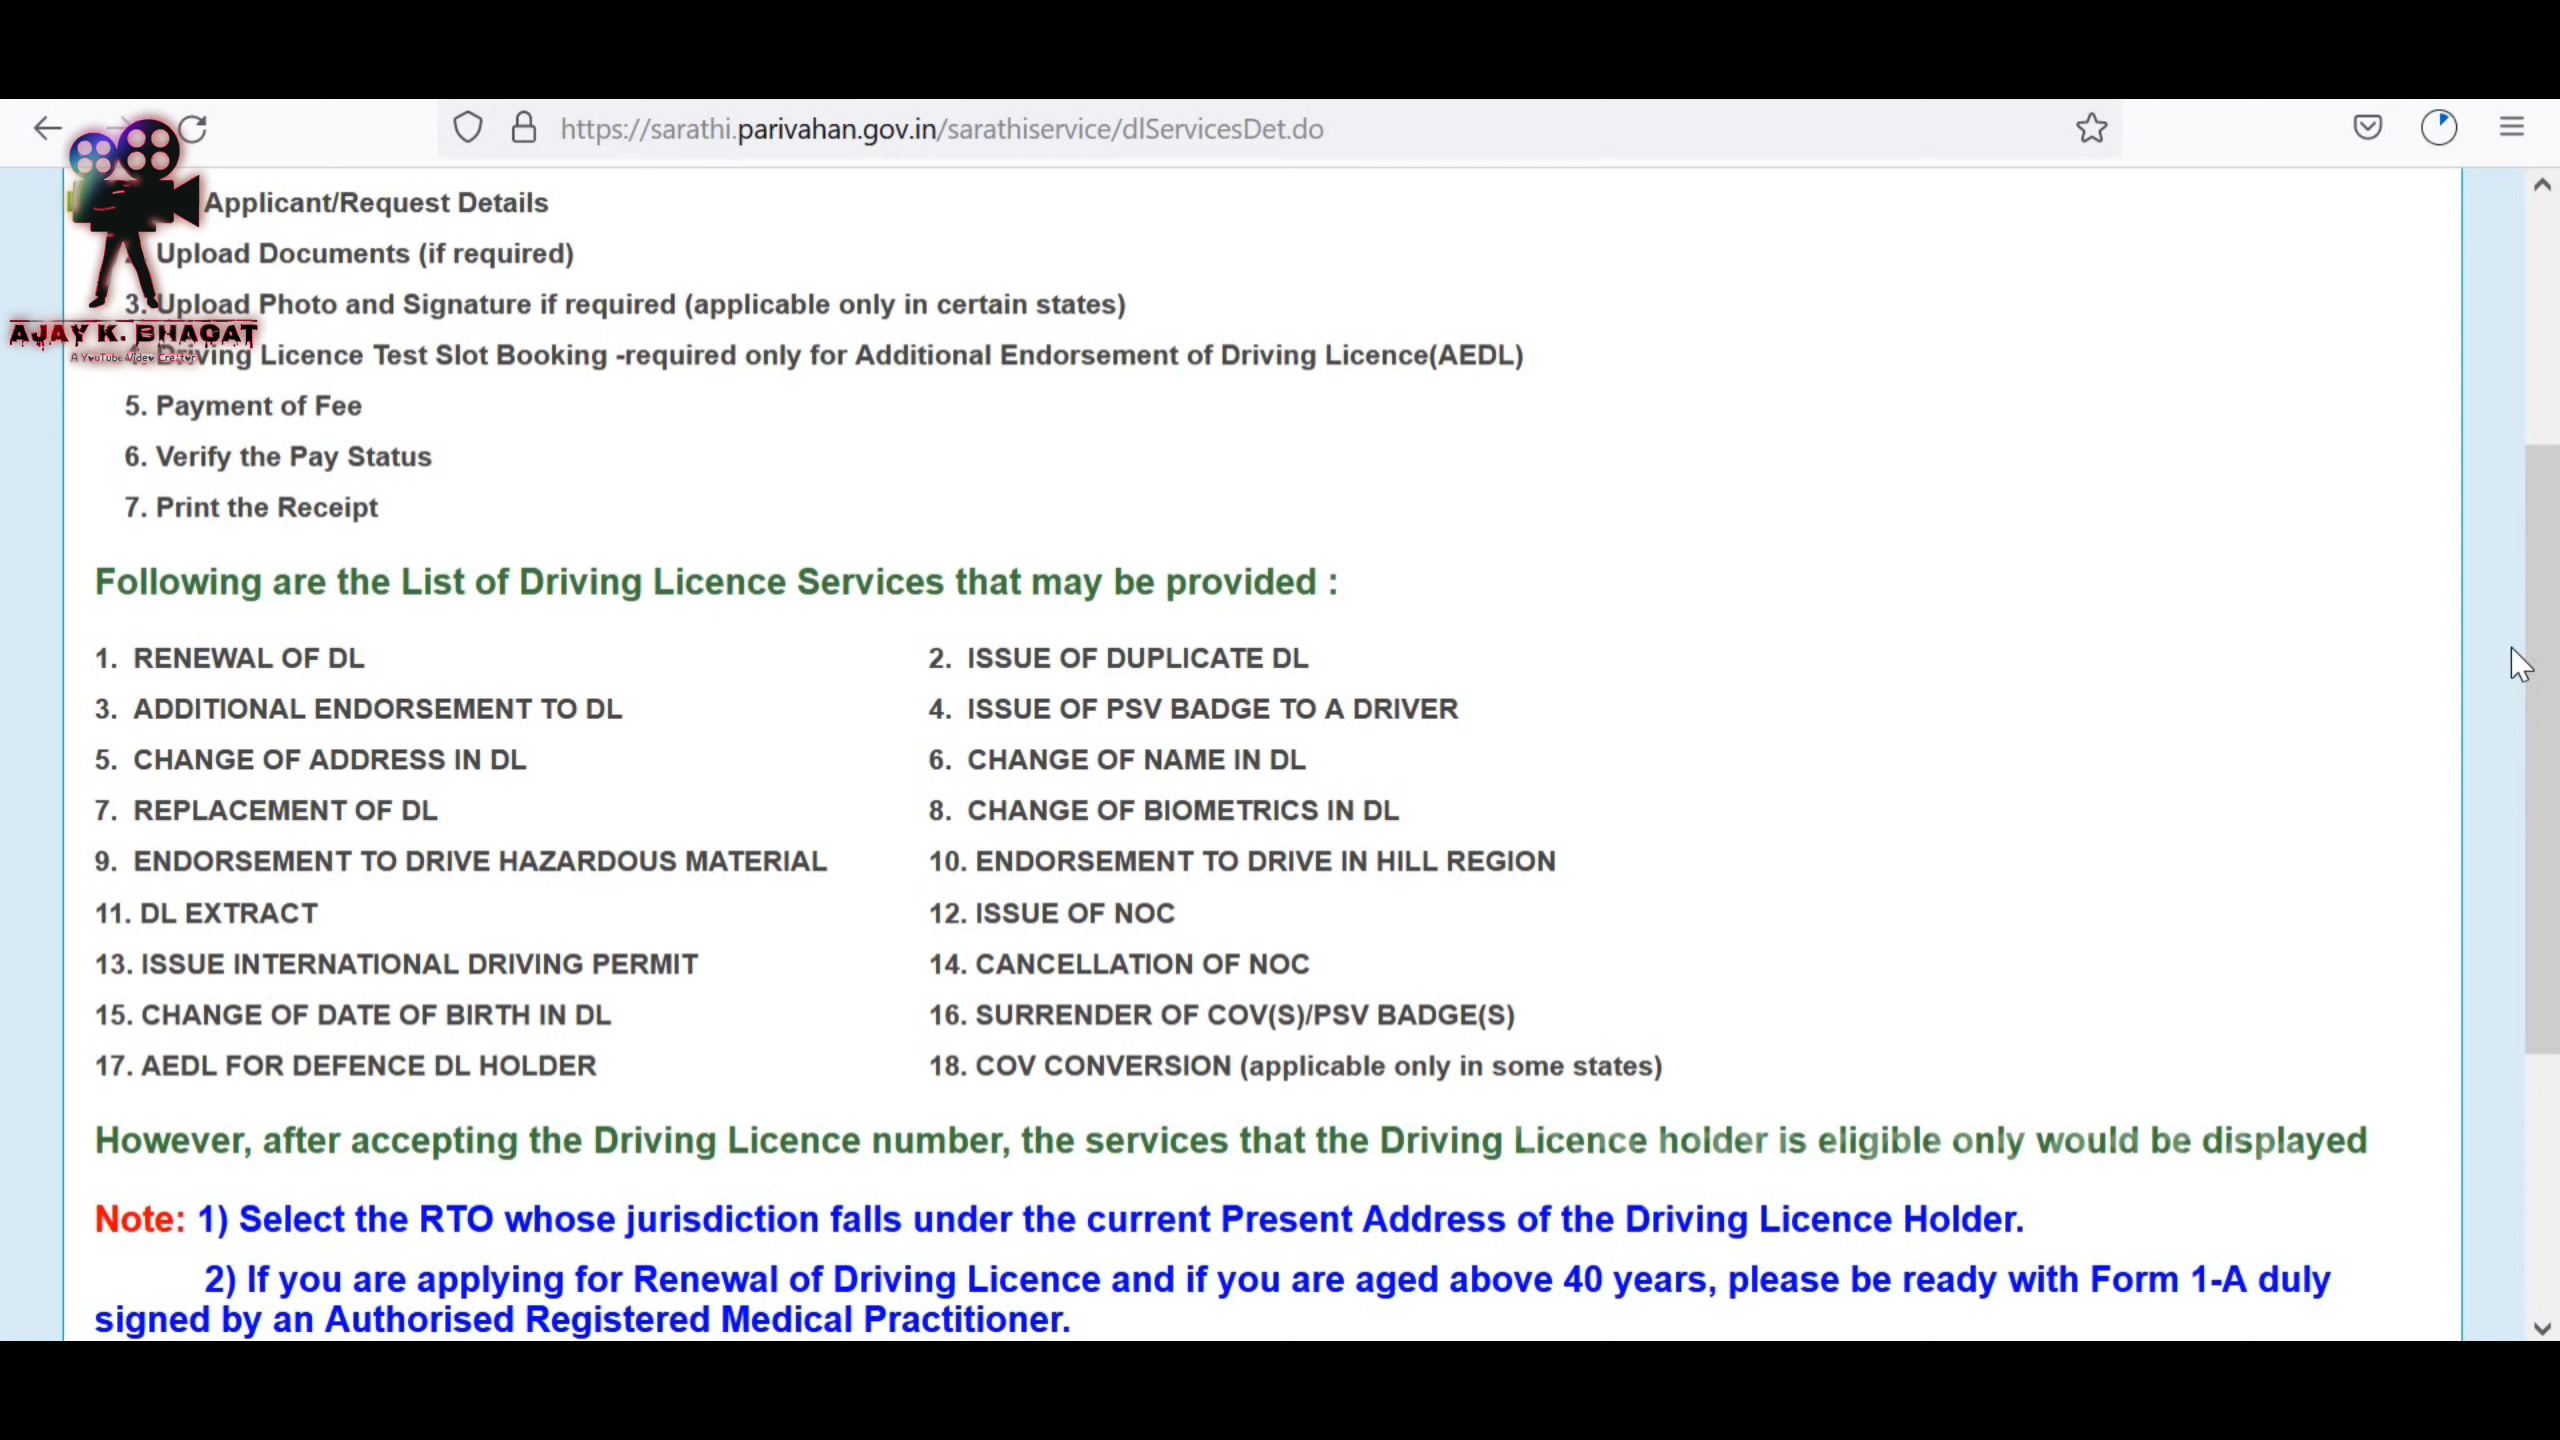 https://sarathi.parivahan.gov.in/sarathiservice/dlServicesDet.do
Applicant/Request Details
Upload Documents (if required)
3. Upload Photo and Signature if required (applicable only in certain states)
AJAY K. BHAGAT
A YouTube Video Creator
Driving Licence Test Slot Booking -required only for Additional Endorsement of Driving Licence(AEDL)
5. Payment of Fee
6. Verify the Pay Status
7. Print the Receipt
Following are the List of Driving Licence Services that may be provided :
1. RENEWAL OF DL 2. ISSUE OF DUPLICATE DL
3. ADDITIONAL ENDORSEMENT TO DL 4. ISSUE OF PSV BADGE TO A DRIVER
5. CHANGE OF ADDRESS IN DL 6. CHANGE OF NAME IN DL
7. REPLACEMENT OF DL 8. CHANGE OF BIOMETRICS IN DL
9. ENDORSEMENT TO DRIVE HAZARDOUS MATERIAL 10. ENDORSEMENT TO DRIVE IN HILL REGION
11. DL EXTRACT 12. ISSUE OF NOC
13. ISSUE INTERNATIONAL DRIVING PERMIT 14. CANCELLATION OF NOC
15. CHANGE OF DATE OF BIRTH IN DL 16. SURRENDER OF COV(S)/PSV BADGE(S)
17. AEDL FOR DEFENCE DL HOLDER 18. COV CONVERSION (applicable only in some states)
However, after accepting the Driving Licence number, the services that the Driving Licence holder is eligible only would be displayed
Note: 1) Select the RTO whose jurisdiction falls under the current Present Address of the Driving Licence Holder.
2) If you are applying for Renewal of Driving Licence and if you are aged above 40 years, please be ready with Form 1-A duly
signed by an Authorised Registered Medical Practitioner.